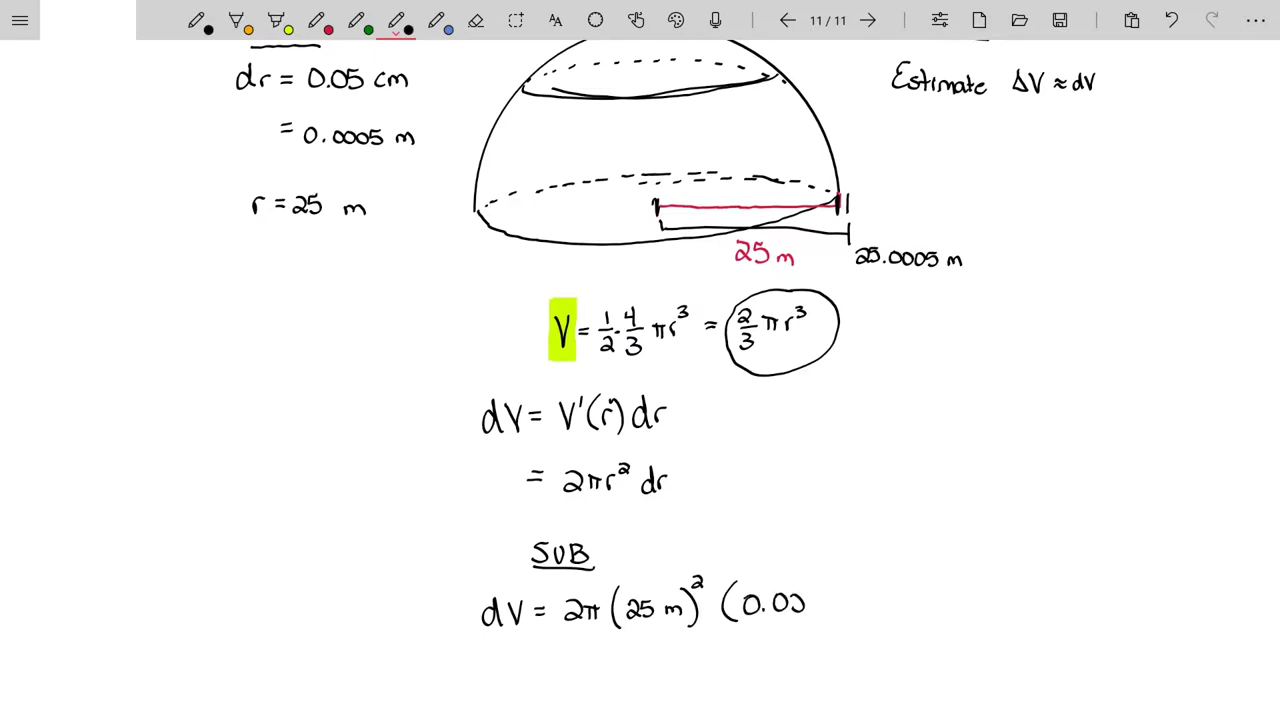 11/11
dr = 0.05 cm
= 0.0005 m
r = 25 m
Estimate ΔV ≈ dV
25 m
25.0005 m
V = 1/2 · 4/3 πr³ = 2/3 πr³
dV = V'(r) dr
= 2πr² dr
SUB
dV = 2π(25 m)² (0.00